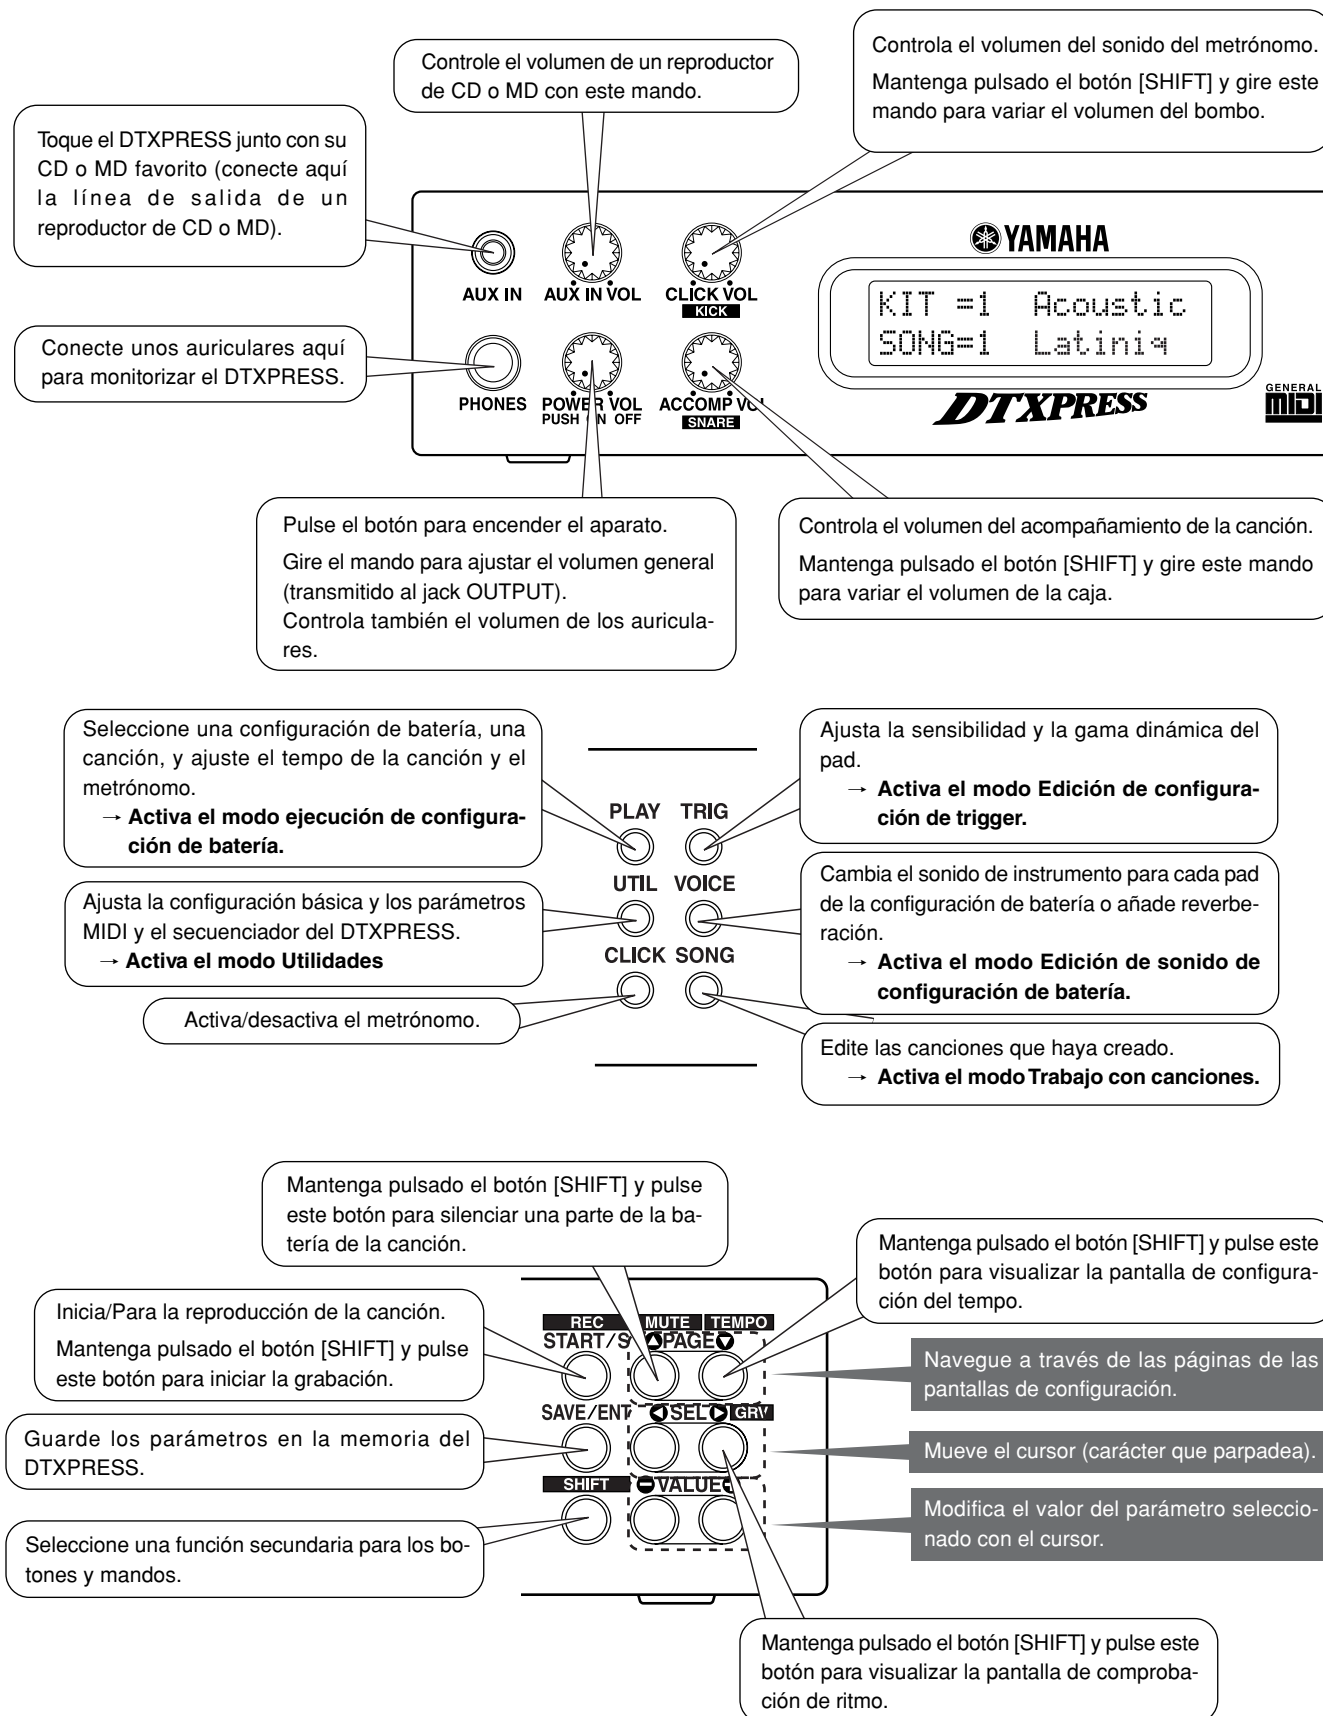 Controle el volumen de un reproductor
de CD o MD con este mando.
Controla el volumen del sonido del metrónomo.
Mantenga pulsado el botón [SHIFT] y gire este
mando para variar el volumen del bombo.
Toque el DTXPRESS junto con su
CD o MD favorito (conecte aquí
la línea de salida de un
reproductor de CD o MD).
YAMAHA
AUX IN AUX IN VOL CLICK VOL
KICK
KIT =1 Acoustic
SONG=1 Latiniq
Conecte unos auriculares aquí
para monitorizar el DTXPRESS.
PHONES POWER VOL ACCOMP VOL
PUSH ON OFF SNARE
DTXPRESS
GENERAL
MIDI
Pulse el botón para encender el aparato.
Gire el mando para ajustar el volumen general
(transmitido al jack OUTPUT).
Controla también el volumen de los auricula-
res.
Controla el volumen del acompañamiento de la canción.
Mantenga pulsado el botón [SHIFT] y gire este mando
para variar el volumen de la caja.
Seleccione una configuración de batería, una
canción, y ajuste el tempo de la canción y el
metrónomo.
→ Activa el modo ejecución de configura-
ción de batería.
Ajusta la sensibilidad y la gama dinámica del
pad.
→ Activa el modo Edición de configura-
ción de trigger.
PLAY TRIG
UTIL VOICE
CLICK SONG
Ajusta la configuración básica y los parámetros
MIDI y el secuenciador del DTXPRESS.
→ Activa el modo Utilidades
Cambia el sonido de instrumento para cada pad
de la configuración de batería o añade reverbe-
ración.
→ Activa el modo Edición de sonido de
configuración de batería.
Activa/desactiva el metrónomo.
Edite las canciones que haya creado.
→ Activa el modo Trabajo con canciones.
Mantenga pulsado el botón [SHIFT] y pulse
este botón para silenciar una parte de la ba-
tería de la canción.
Mantenga pulsado el botón [SHIFT] y pulse este
botón para visualizar la pantalla de configura-
ción del tempo.
Inicia/Para la reproducción de la canción.
Mantenga pulsado el botón [SHIFT] y pulse
este botón para iniciar la grabación.
REC MUTE TEMPO
START/S PAGE
Navegue a través de las páginas de las
pantallas de configuración.
SAVE/ENT SEL GRV
Guarde los parámetros en la memoria del
DTXPRESS.
Mueve el cursor (carácter que parpadea).
SHIFT VALUE
Modifica el valor del parámetro seleccio-
nado con el cursor.
Seleccione una función secundaria para los bo-
tones y mandos.
Mantenga pulsado el botón [SHIFT] y pulse este
botón para visualizar la pantalla de comproba-
ción de ritmo.